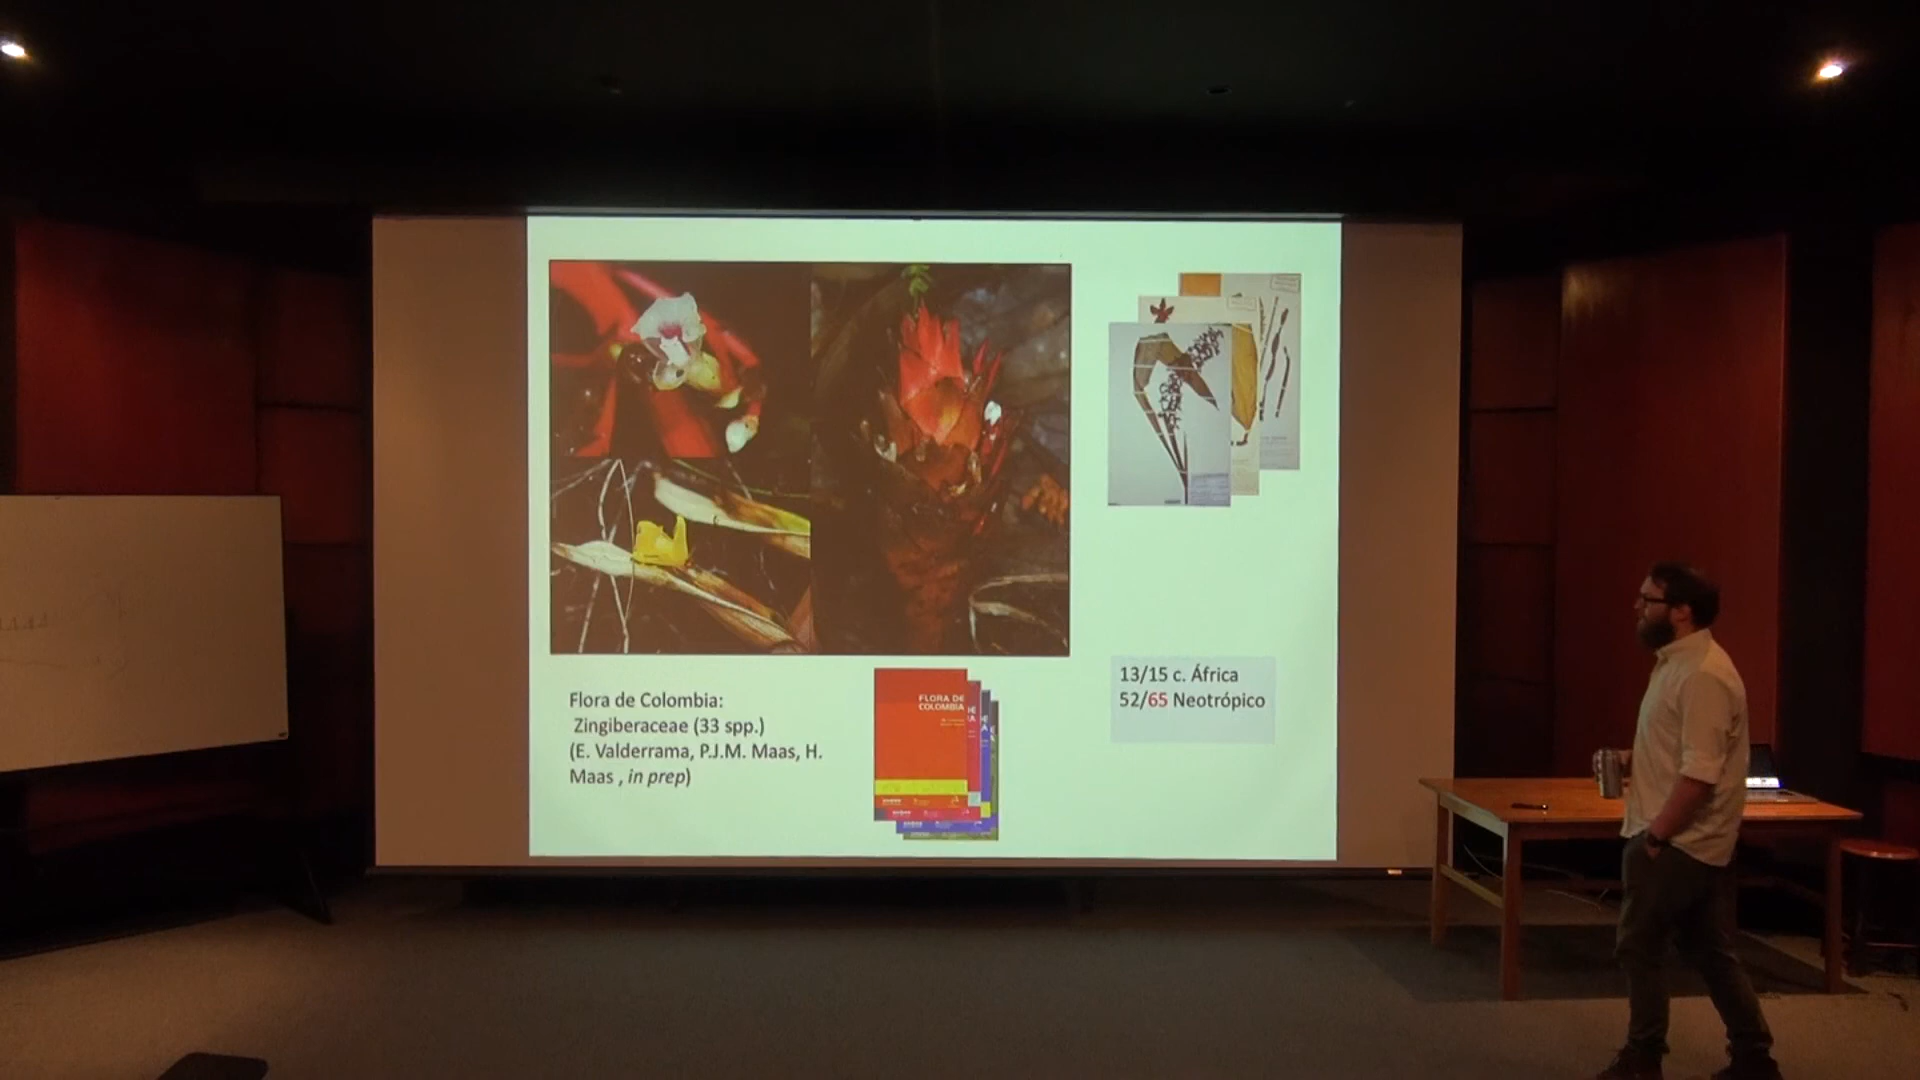 Flora de Colombia:
Zingiberaceae (33 spp.)
(E. Valderrama, P.J.M. Maas, H.
Maas , in prep)
FLORA DE
COLOMBIA
13/15 c. África
52/65 Neotrópico